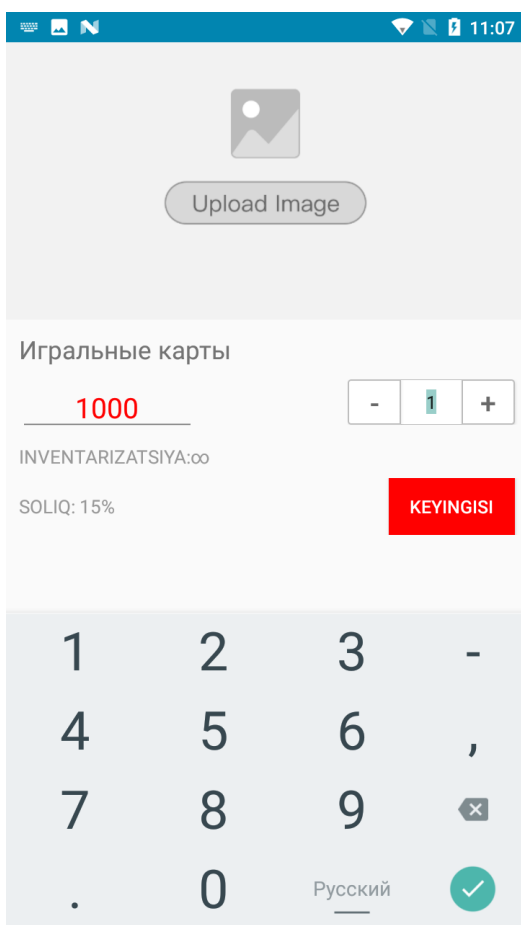 11:07
Upload Image
Игральные карты
1000
- 1 +
INVENTARIZATSIYA:∞
SOLIQ: 15%
KEYINGISI
1 2 3 -
4 5 6 ,
7 8 9
. 0 Русский